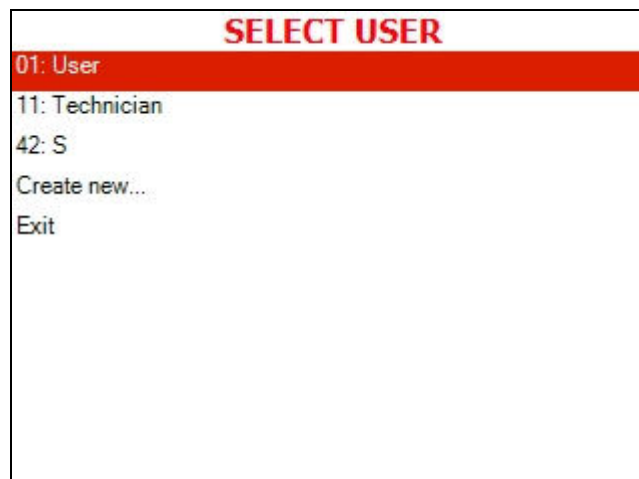 SELECT USER
01: User
11: Technician
42: S
Create new...
Exit